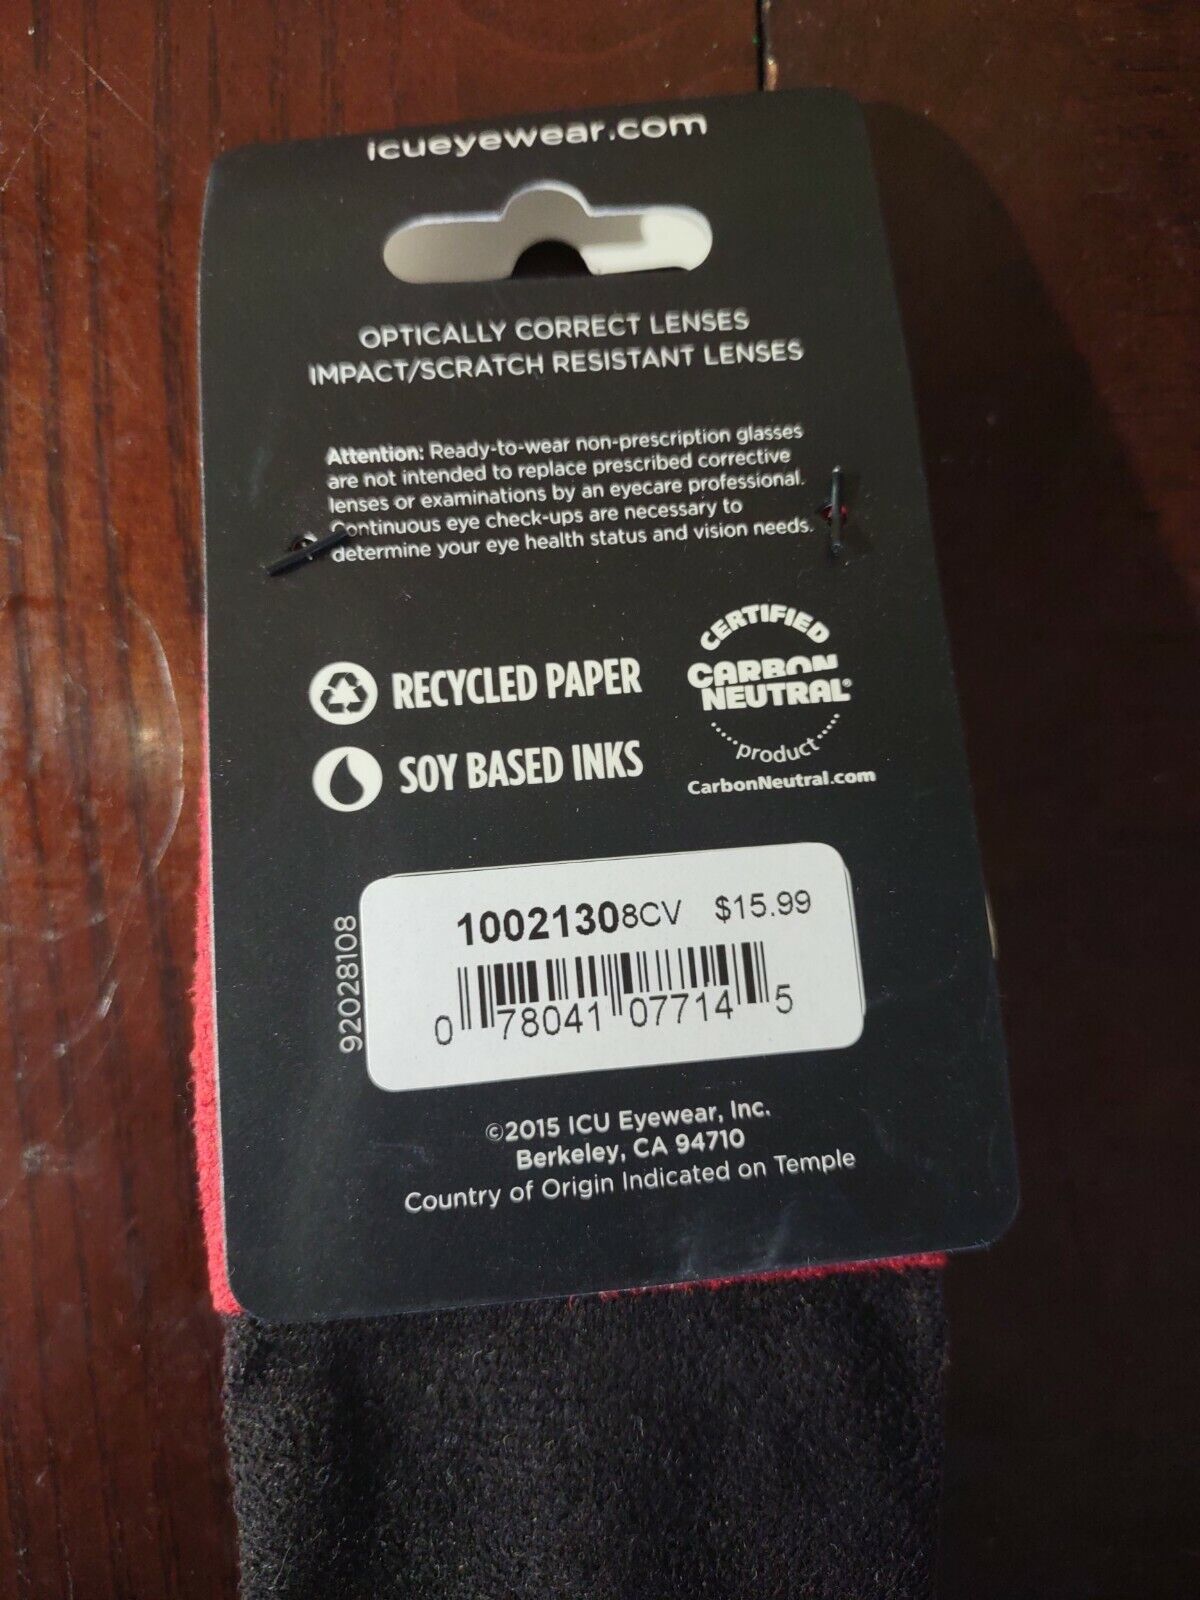 icueyewear.com
OPTICALLY CORRECT LENSES
IMPACT/SCRATCH RESISTANT LENSES
Attention: Ready-to-wear non-prescription glasses
are not intended to replace prescribed corrective
lenses or examinations by an eyecare professional.
Continuous eye check-ups are necessary to
determine your eye health status and vision needs.
RECYCLED PAPER
SOY BASED INKS
CERTIFIED
CARBON
NEUTRAL®
product
CarbonNeutral.com
92028108
10021308CV $15.99
0 78041 07714 5
©2015 ICU Eyewear, Inc.
Berkeley, CA 94710
Country of Origin Indicated on Temple